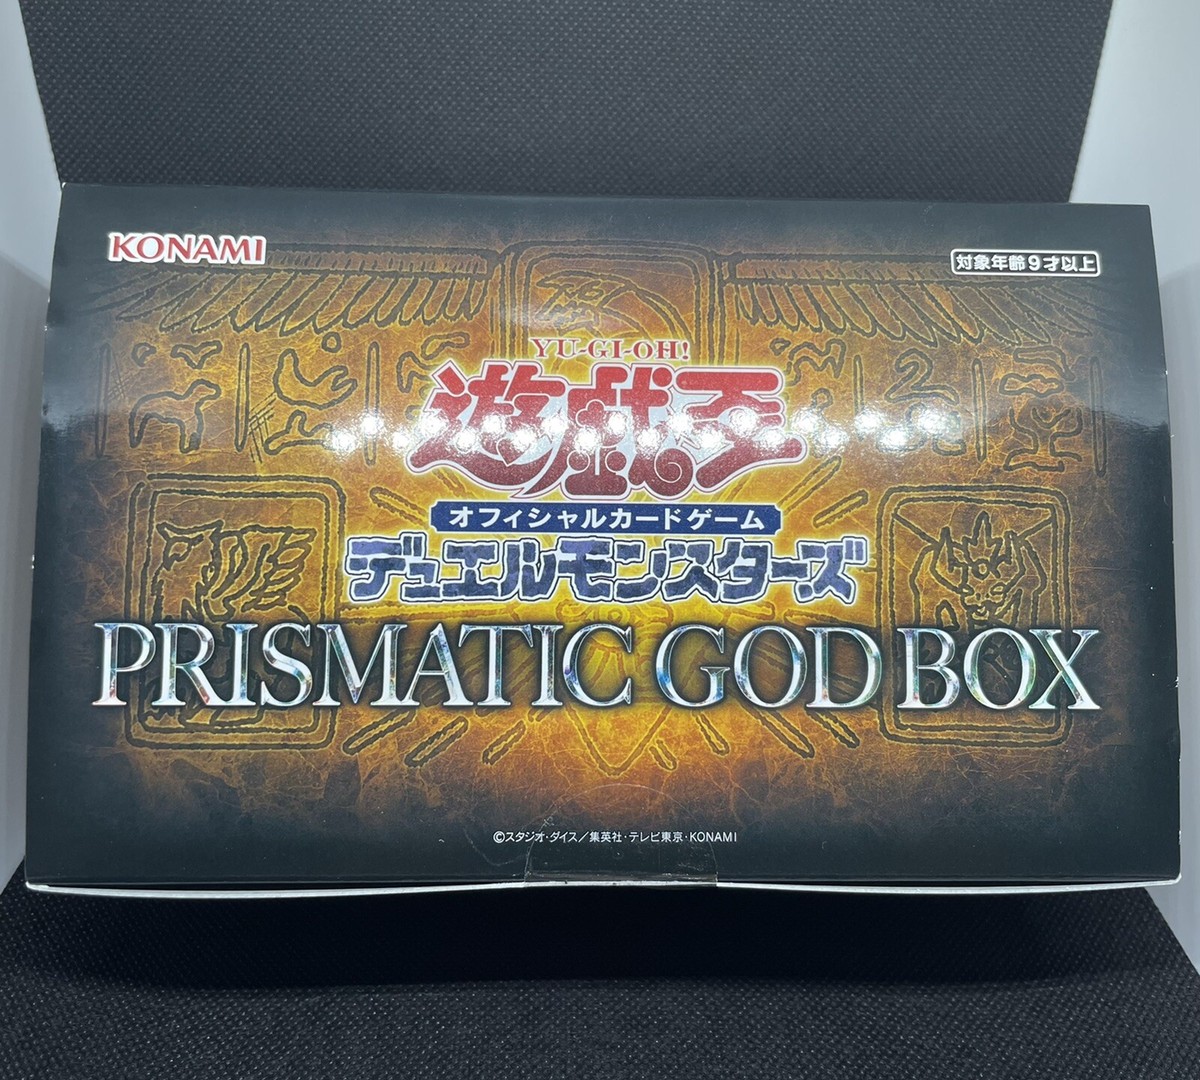 KONAMI
対象年齢9才以上
YU-GI-OH!
遊戯王
オフィシャルカードゲーム
デュエルモンスターズ
PRISMATIC GOD BOX
©スタジオ・ダイス/集英社・テレビ東京・KONAMI